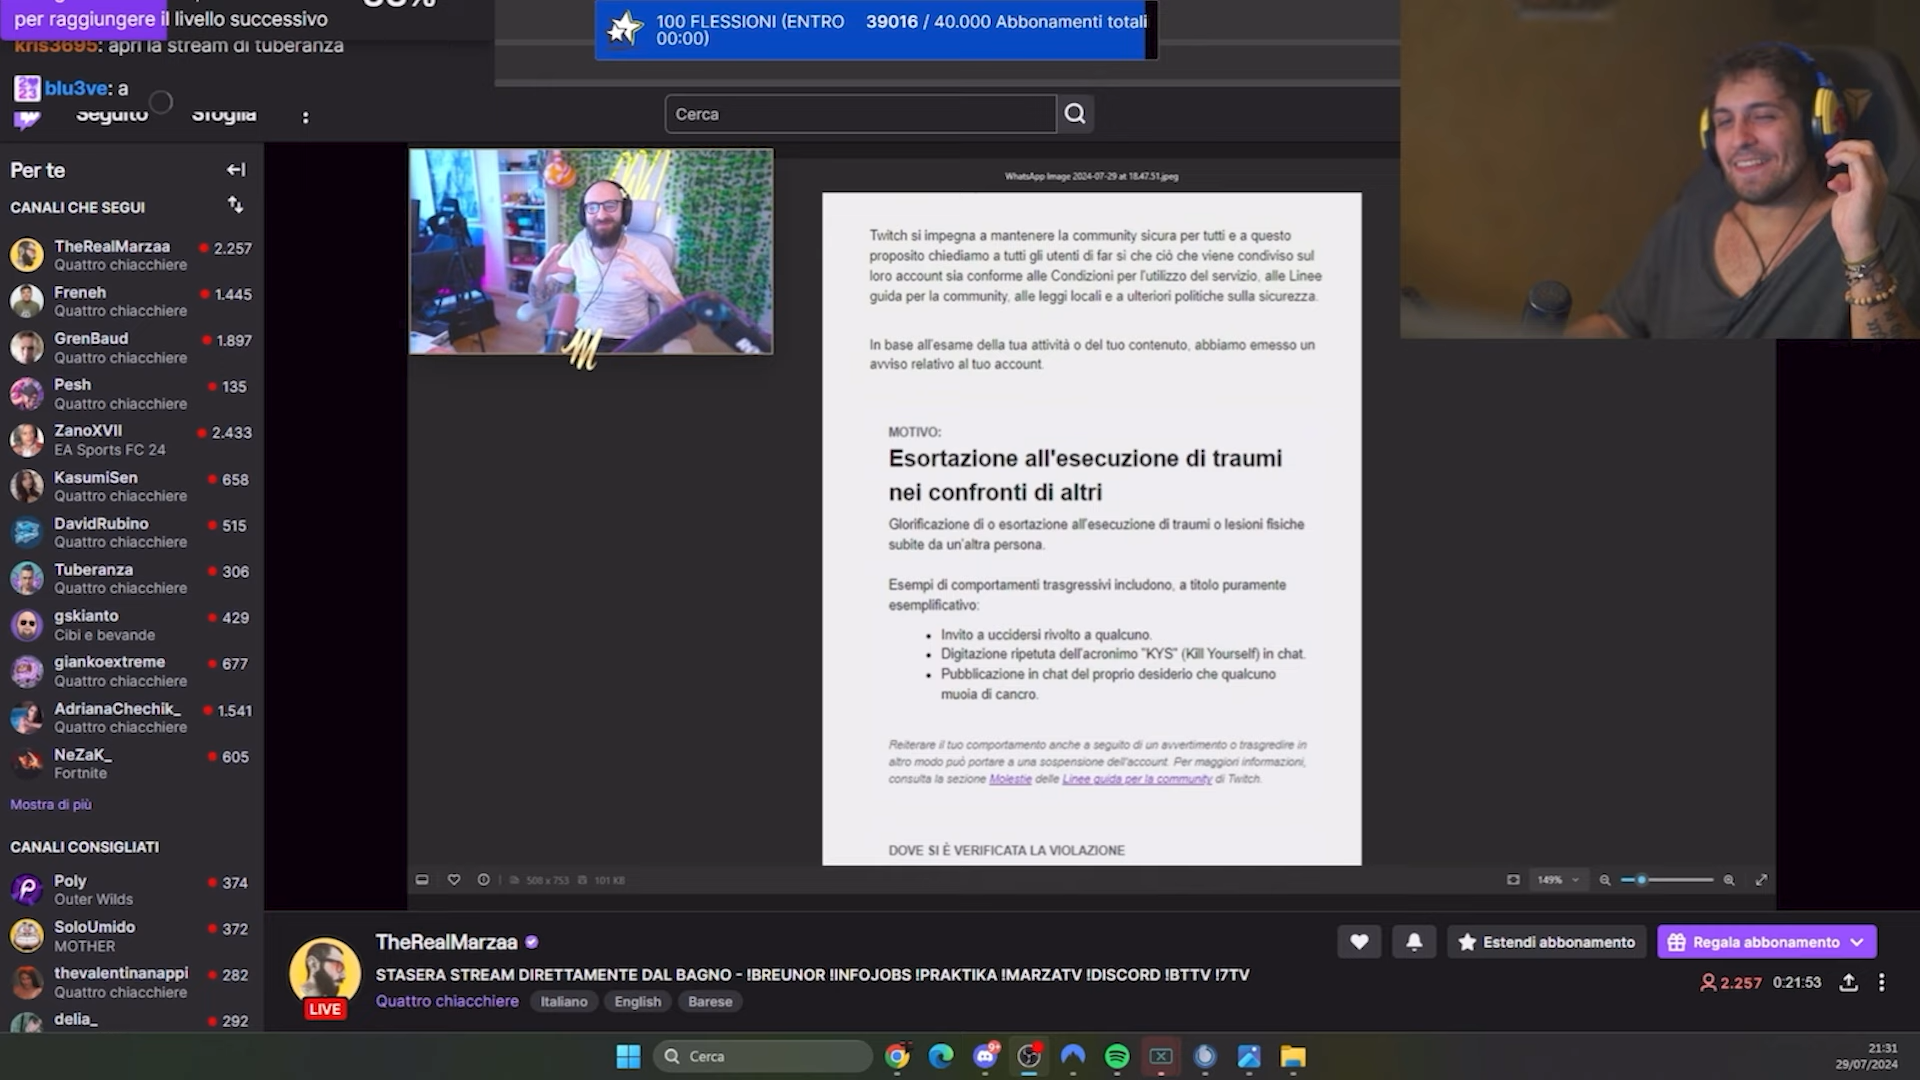 per raggiungere il livello successivo
kris3695: apri la stream di tuberanza
blu3ve: a
100 FLESSIONI (ENTRO 00:00)
39016 / 40.000 Abbonamenti totali
Seguito
Sfoglia
Cerca
Per te
CANALI CHE SEGUI
TheRealMarzaa 2.257
Quattro chiacchiere
Freneh 1.445
Quattro chiacchiere
GrenBaud 1.897
Quattro chiacchiere
Pesh 135
Quattro chiacchiere
ZanoXVII 2.433
EA Sports FC 24
KasumiSen 658
Quattro chiacchiere
DavidRubino 515
Quattro chiacchiere
Tuberanza 306
Quattro chiacchiere
gskianto 429
Cibi e bevande
giankoextreme 677
Quattro chiacchiere
AdrianaChechik_ 1.541
Quattro chiacchiere
NeZaK_ 605
Fortnite
Mostra di più
CANALI CONSIGLIATI
Poly 374
Outer Wilds
SoloUmido 372
MOTHER
thevalentinanappi 282
Quattro chiacchiere
delia_ 292
WhatsApp Image 2024-07-29 at 18.47.51.jpeg
Twitch si impegna a mantenere la community sicura per tutti e a questo
proposito chiediamo a tutti gli utenti di far sì che ciò che viene condiviso sul
loro account sia conforme alle Condizioni per l'utilizzo del servizio, alle Linee
guida per la community, alle leggi locali e a ulteriori politiche sulla sicurezza.
In base all'esame della tua attività o del tuo contenuto, abbiamo emesso un
avviso relativo al tuo account.
MOTIVO:
Esortazione all'esecuzione di traumi
nei confronti di altri
Glorificazione di o esortazione all'esecuzione di traumi o lesioni fisiche
subite da un'altra persona.
Esempi di comportamenti trasgressivi includono, a titolo puramente
esemplificativo:
• Invito a uccidersi rivolto a qualcuno.
• Digitazione ripetuta dell'acronimo "KYS" (Kill Yourself) in chat.
• Pubblicazione in chat del proprio desiderio che qualcuno
muoia di cancro.
Reiterare il tuo comportamento anche a seguito di un avvertimento o trasgredire in
altro modo può portare a una sospensione dell'account. Per maggiori informazioni,
consulta la sezione Molestie delle Linee guida per la community di Twitch.
DOVE SI È VERIFICATA LA VIOLAZIONE
508 x 753 101 KB
149%
TheRealMarzaa
STASERA STREAM DIRETTAMENTE DAL BAGNO - !BREUNOR !INFOJOBS !PRAKTIKA !MARZATV !DISCORD !BTTV !7TV
LIVE
Quattro chiacchiere Italiano English Barese
Estendi abbonamento
Regala abbonamento
2.257 0:21:53
Cerca
21:31
29/07/2024